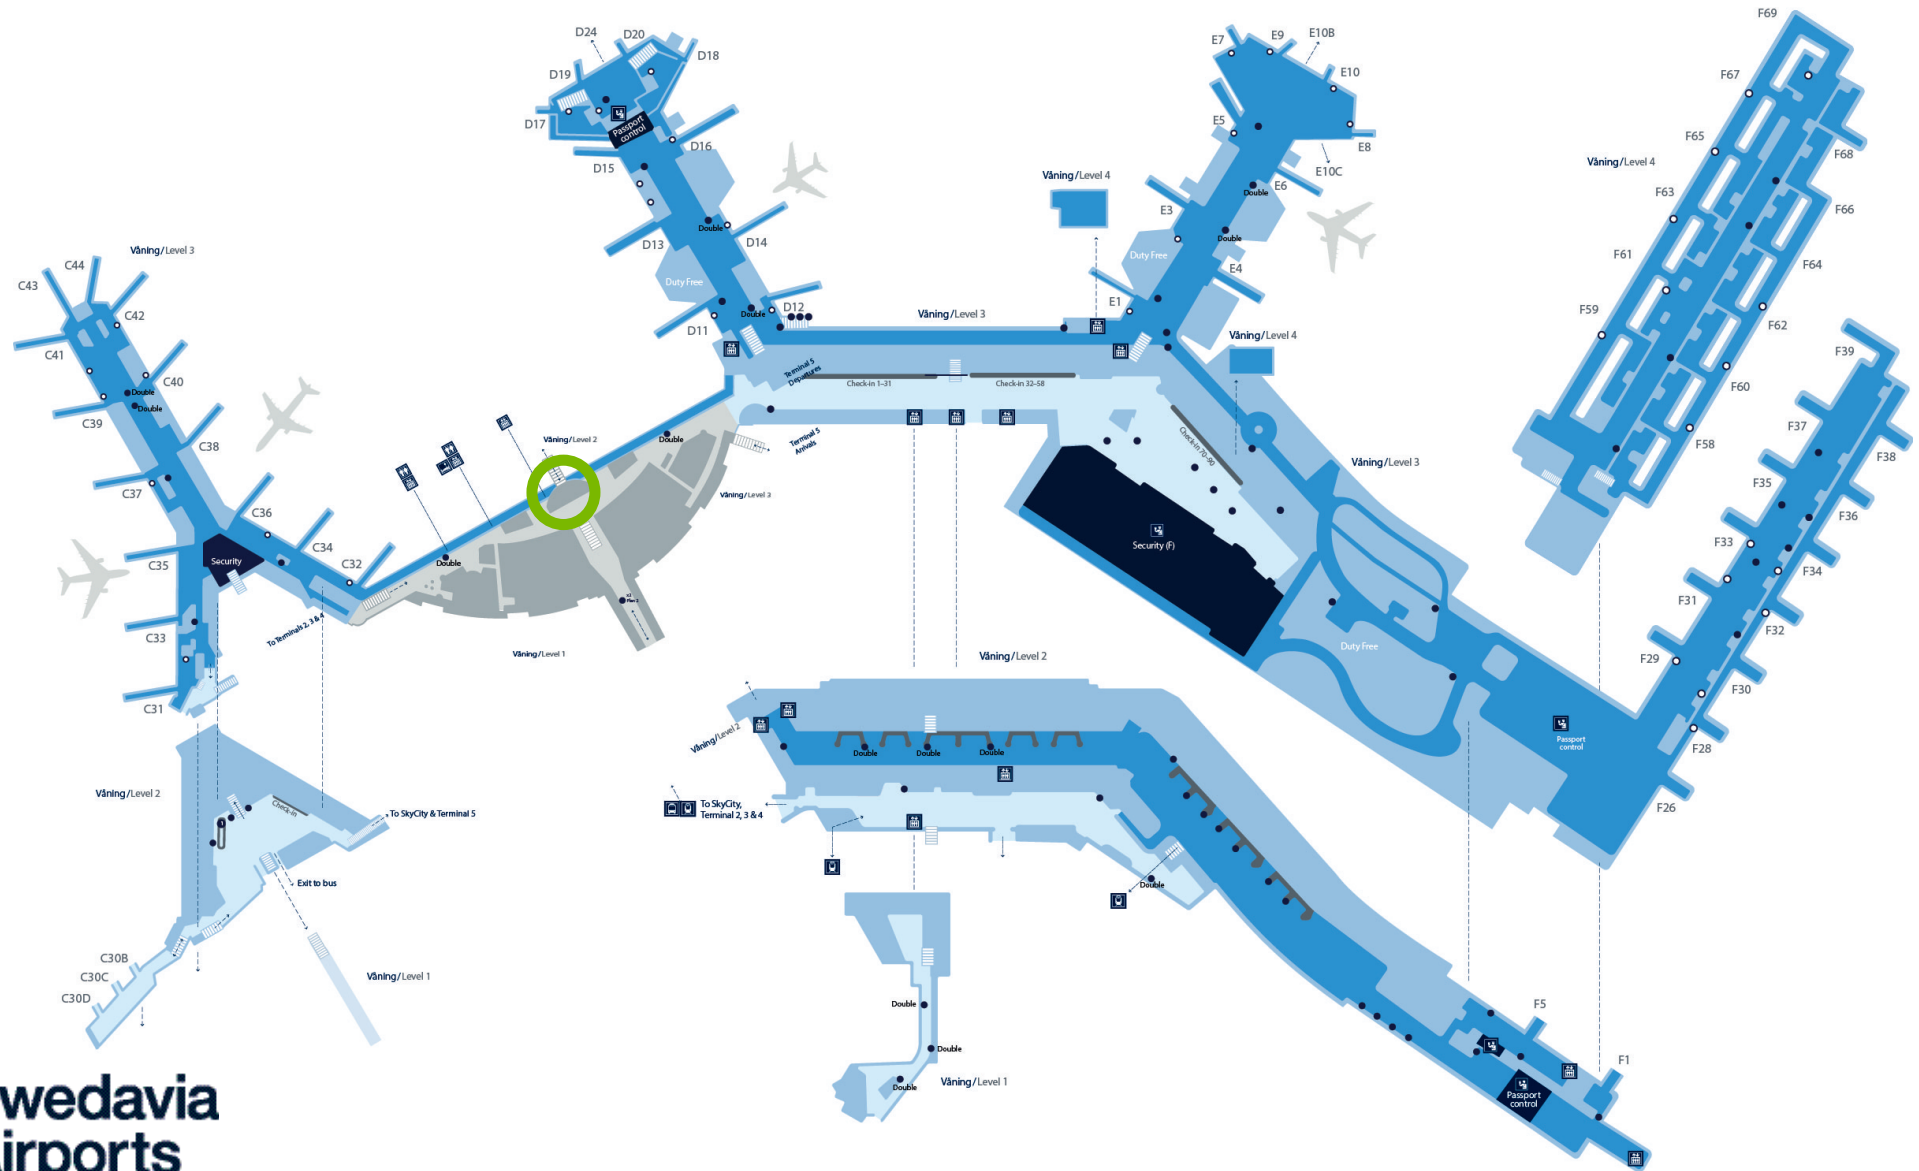 D24
D20
D18
D19
D17
Passport
control
D16
D15
D13
D14
Duty Free
Double
D12
D11
Double
E7
E9
E10B
E10
E5
E8
E10C
E6
Double
E3
Double
Duty Free
E4
E1
Våning/Level 4
Våning/Level 4
Våning/Level 3
Terminal 5
Departures
Check-in 1–31
Check-in 32–58
Check-in 70–90
Terminal 5
Arrivals
Våning/Level 3
Våning/Level 3
C44
C43
C42
C41
C40
Double
Double
C39
C38
C37
C36
C34
C32
C35
Security
C33
C31
To Terminals 2, 3 & 4
Våning/Level 2
Double
Double
Våning/Level 3
Våning/Level 1
Security (F)
Våning/Level 3
Duty Free
Passport
control
F69
F67
F65
Våning/Level 4
F68
F63
F66
F61
F64
F59
F62
F60
F58
F39
F37
F38
F35
F36
F33
F34
F31
F32
F29
F30
F28
F26
Våning/Level 2
Check-in
To SkyCity & Terminal 5
Exit to bus
C30B
C30C
C30D
Våning/Level 1
Våning/Level 2
Våning/Level 2
Double
Double
Double
To SkyCity,
Terminal 2, 3 & 4
Double
Double
Double
Double
Våning/Level 1
F5
F1
Passport
control
wedavia
irports